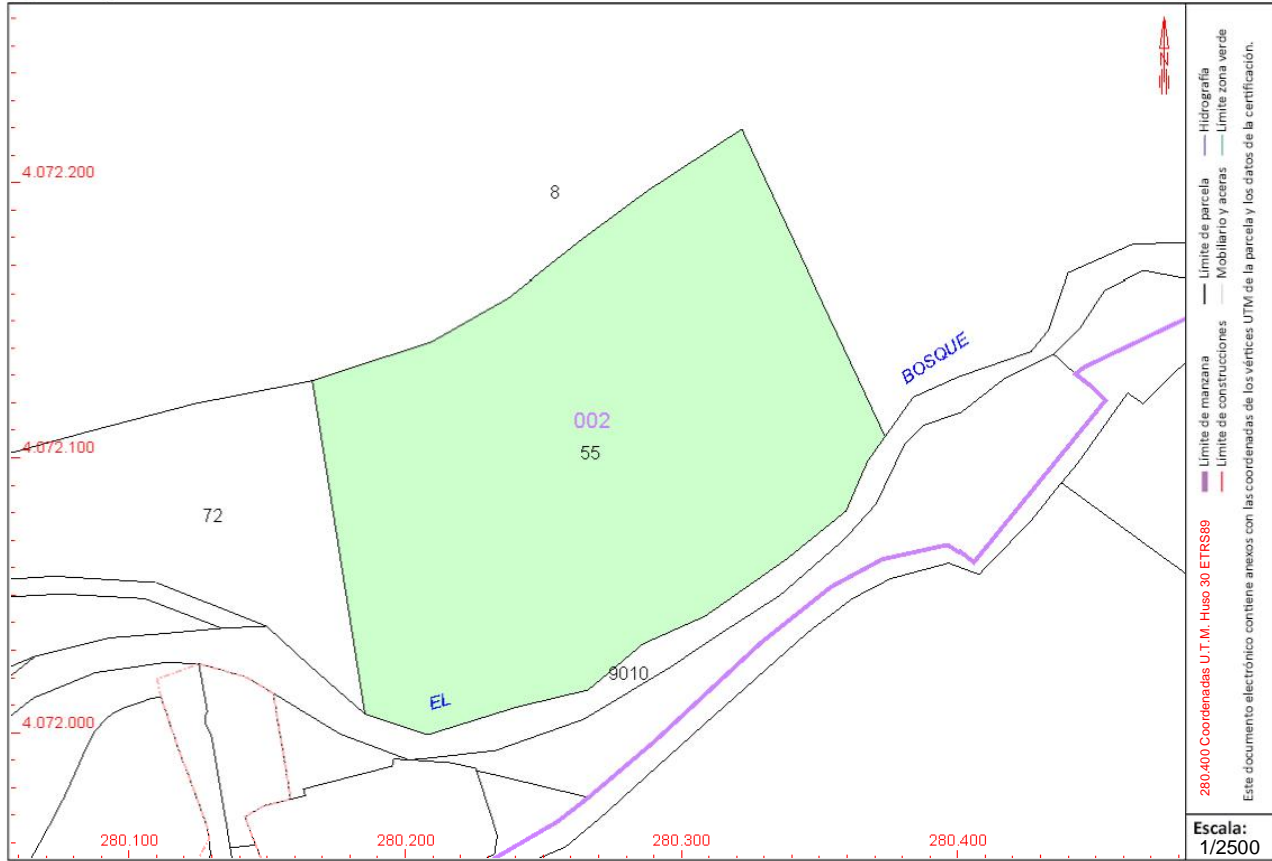 4.072.200
8
BOSQUE
002
55
4.072.100
72
9010
EL
4.072.000
280.100
280.200
280.300
280.400
N
280.400 Coordenadas U.T.M. Huso 30 ETRS89
Límite de manzana
Límite de parcela
Hidrografía
Límite de construcciones
Mobiliario y aceras
Límite zona verde
Este documento electrónico contiene anexos con las coordenadas de los vértices UTM de la parcela y los datos de la certificación.
Escala:
1/2500